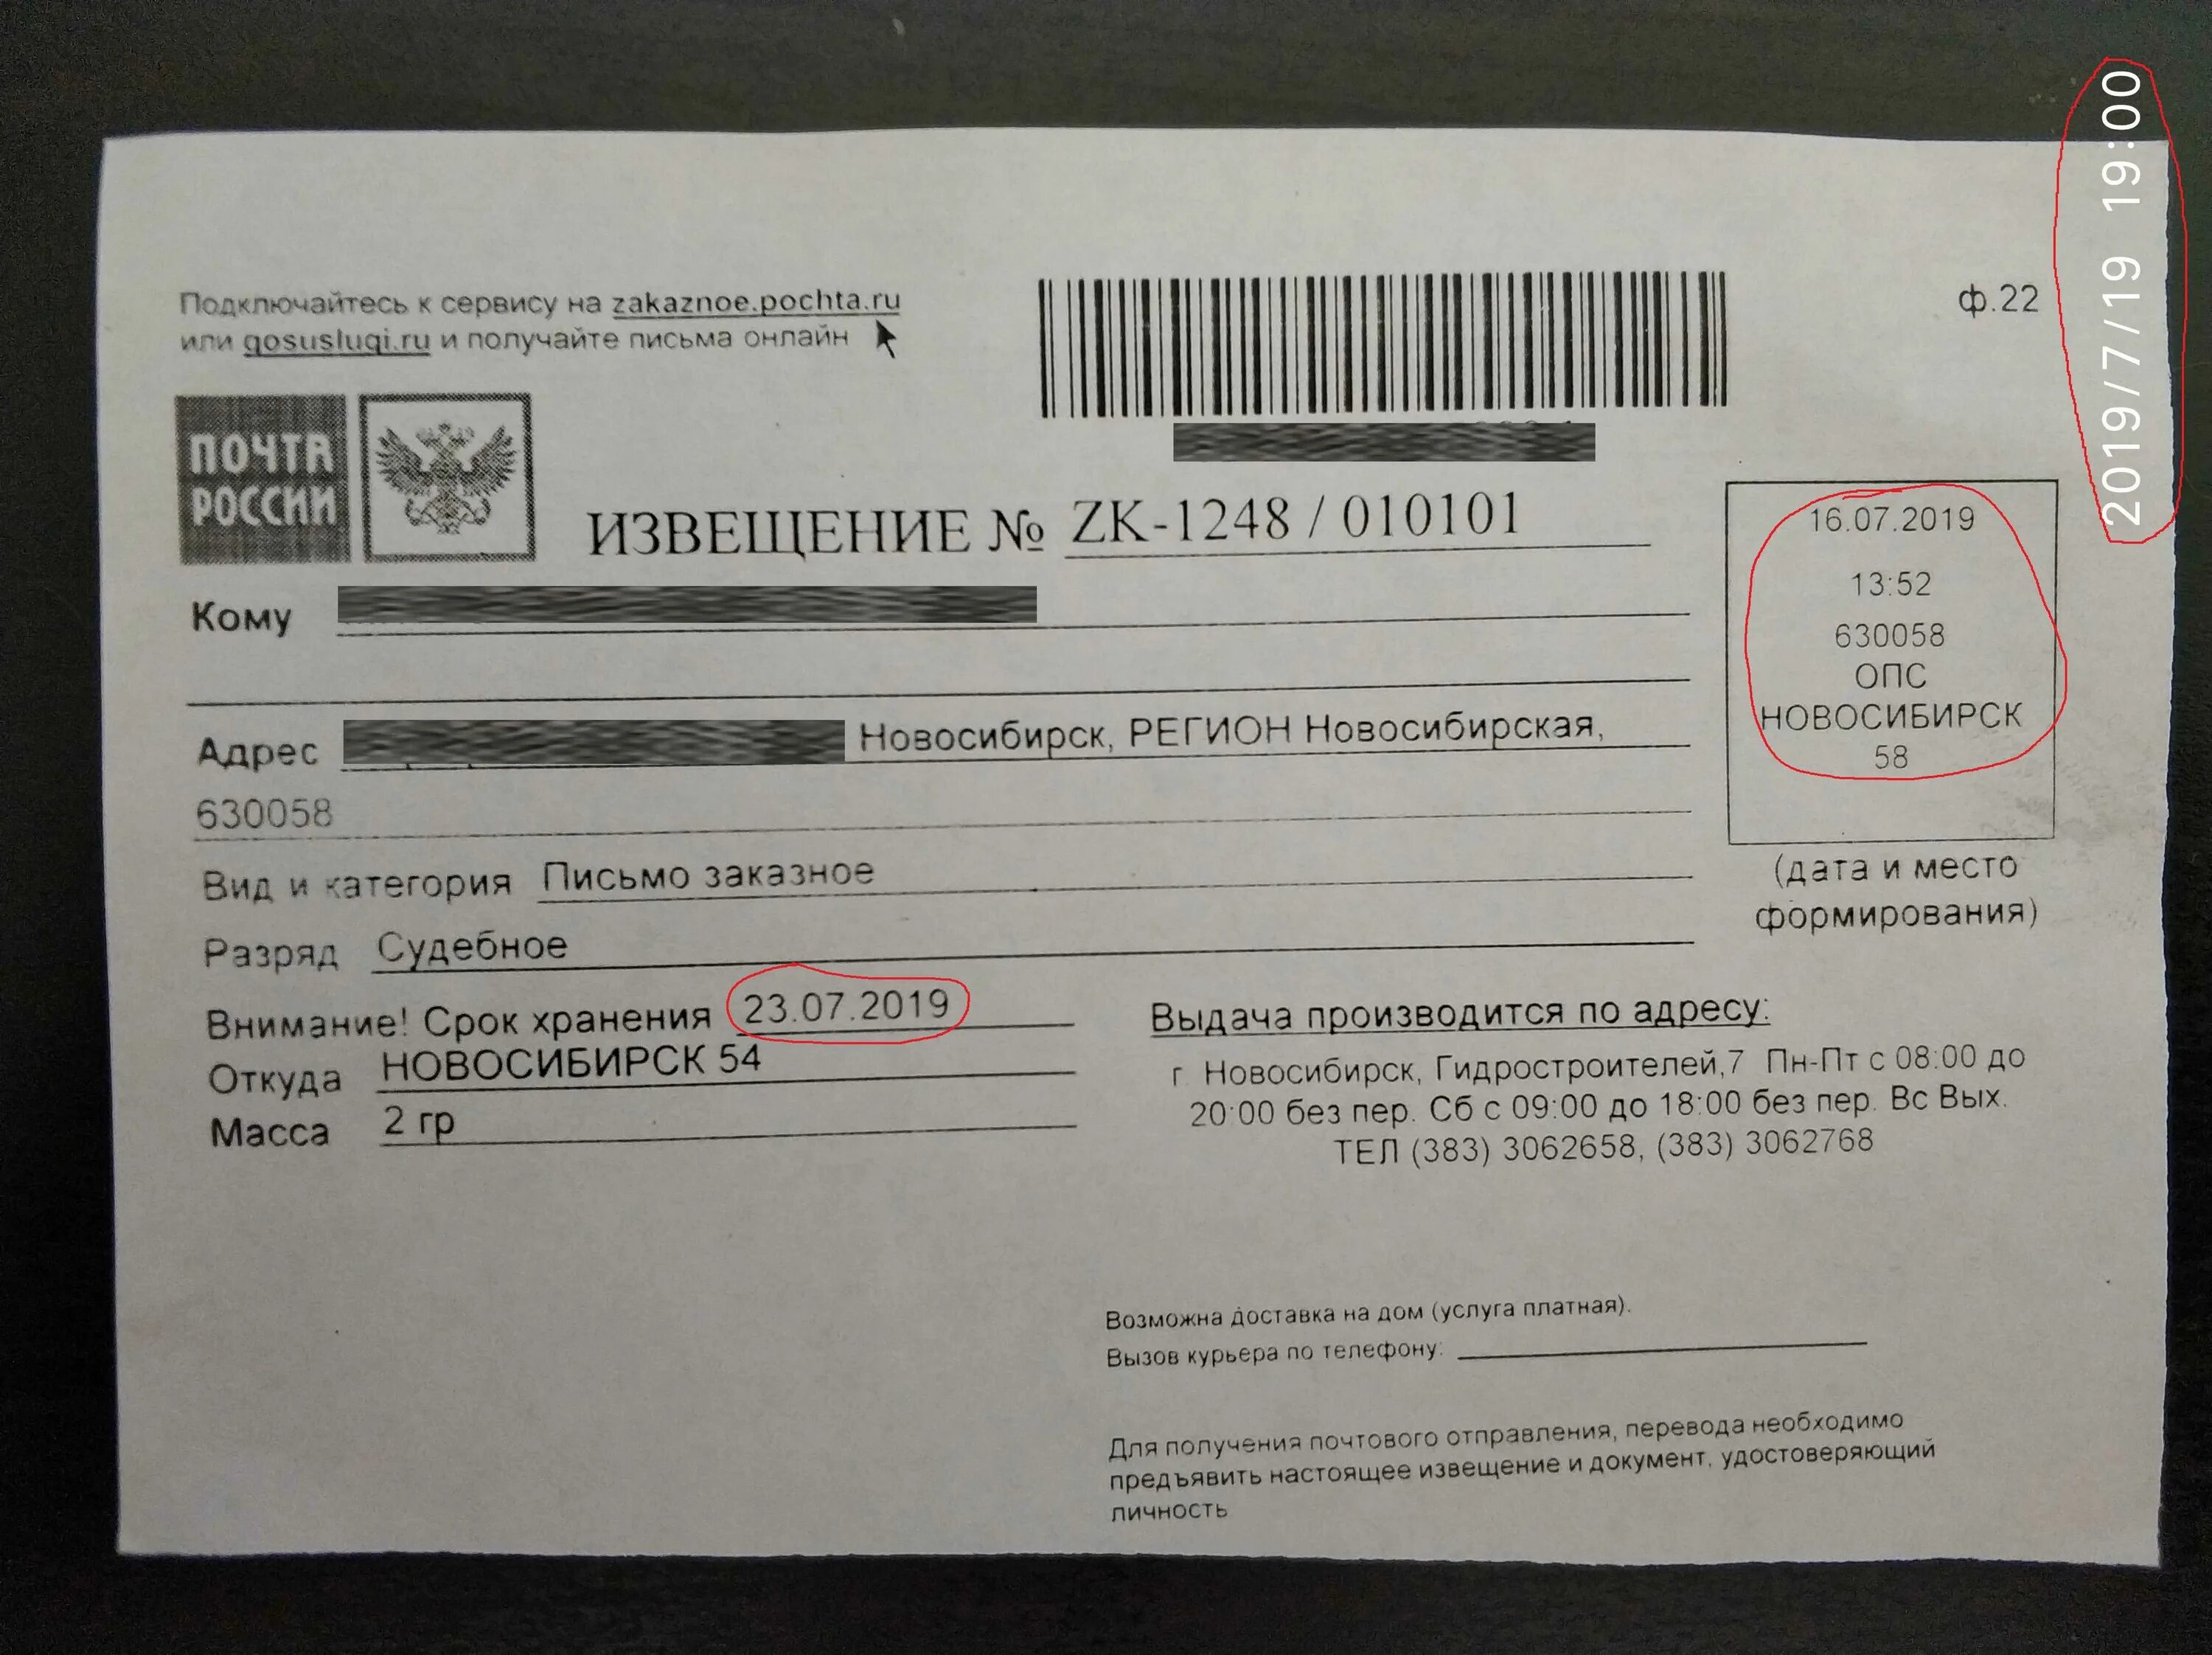 2019/7/19 19:00
Подключайтесь к сервису на zakaznoe.pochta.ru
или gosuslugi.ru и получайте письма онлайн
ф.22
ПОЧТА
РОССИИ
ИЗВЕЩЕНИЕ № ZK-1248 / 010101
16.07.2019
13:52
630058
ОПС
НОВОСИБИРСК
58
(дата и место
формирования)
Кому
Адрес Новосибирск, РЕГИОН Новосибирская,
630058
Вид и категория Письмо заказное
Разряд Судебное
Внимание! Срок хранения 23.07.2019
Откуда НОВОСИБИРСК 54
Масса 2 гр
Выдача производится по адресу:
г Новосибирск, Гидростроителей,7 Пн-Пт с 08:00 до
20:00 без пер. Сб с 09:00 до 18:00 без пер. Вс Вых.
ТЕЛ (383) 3062658, (383) 3062768
Возможна доставка на дом (услуга платная).
Вызов курьера по телефону:
Для получения почтового отправления, перевода необходимо
предъявить настоящее извещение и документ, удостоверяющий
личность